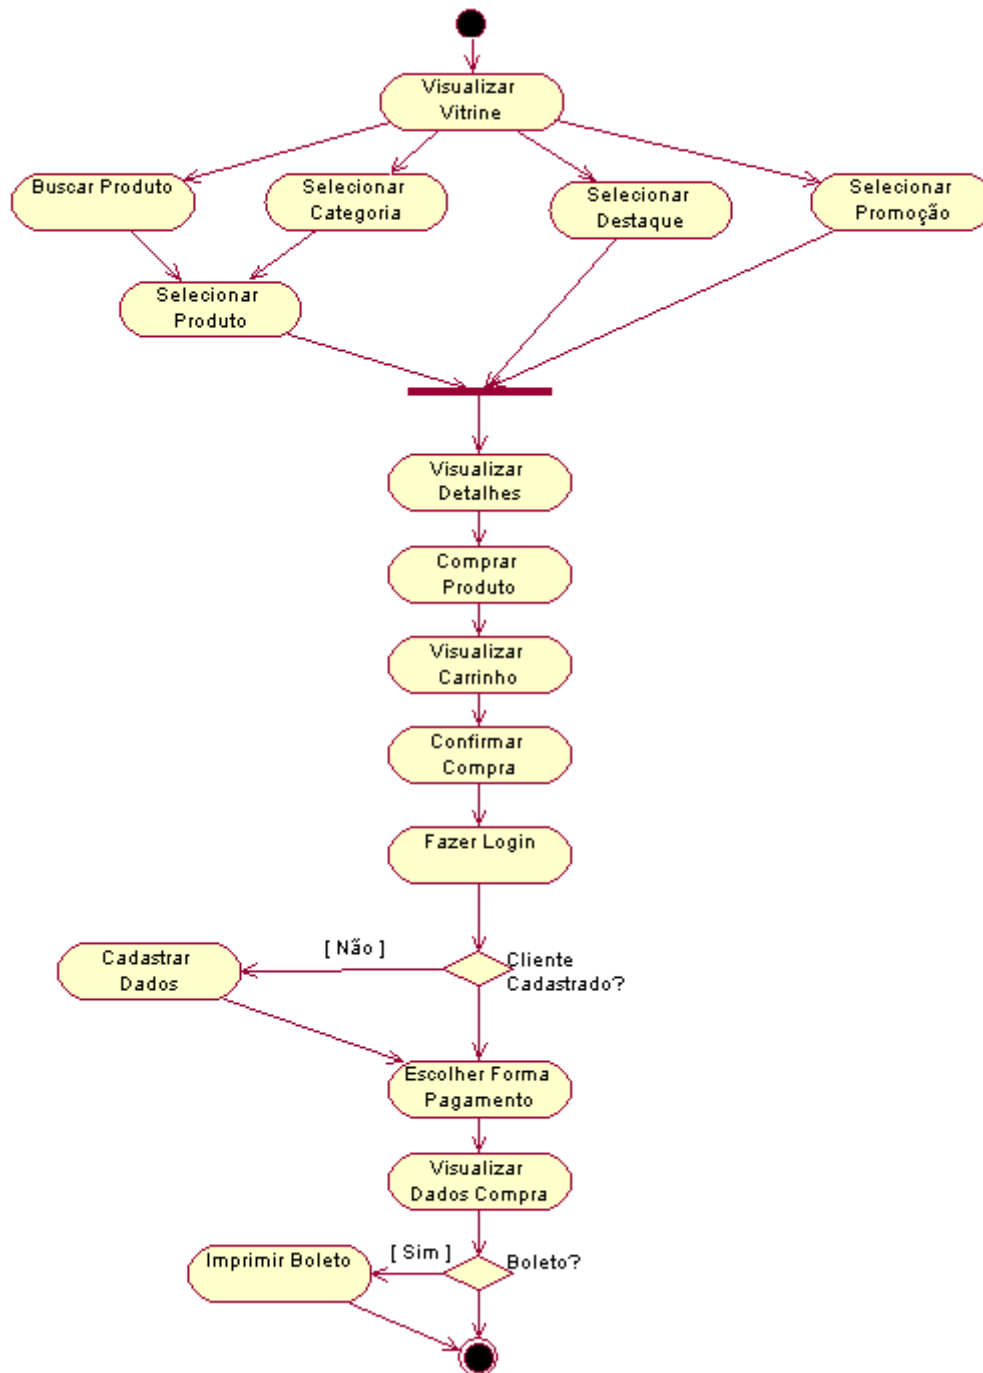 Visualizar
Vitrine
Buscar Produto
Selecionar
Categoria
Selecionar
Destaque
Selecionar
Promoção
Selecionar
Produto
Visualizar
Detalhes
Comprar
Produto
Visualizar
Carrinho
Confirmar
Compra
Fazer Login
[ Não ]
Cliente
Cadastrado?
Cadastrar
Dados
Escolher Forma
Pagamento
Visualizar
Dados Compra
[ Sim ]
Boleto?
Imprimir Boleto